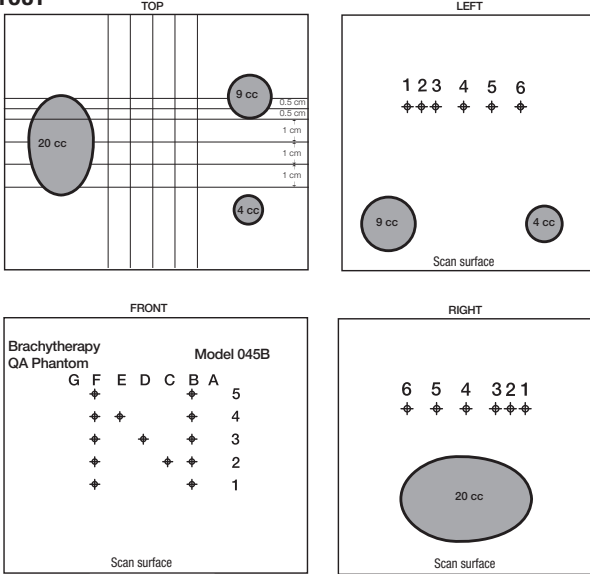 TOP
9 cc
0.5 cm
0.5 cm
20 cc
1 cm
1 cm
1 cm
4 cc
LEFT
1 2 3 4 5 6
9 cc
4 cc
Scan surface
FRONT
Brachytherapy
QA Phantom
Model 045B
G F E D C B A
5
4
3
2
1
Scan surface
RIGHT
6 5 4 3 2 1
20 cc
Scan surface